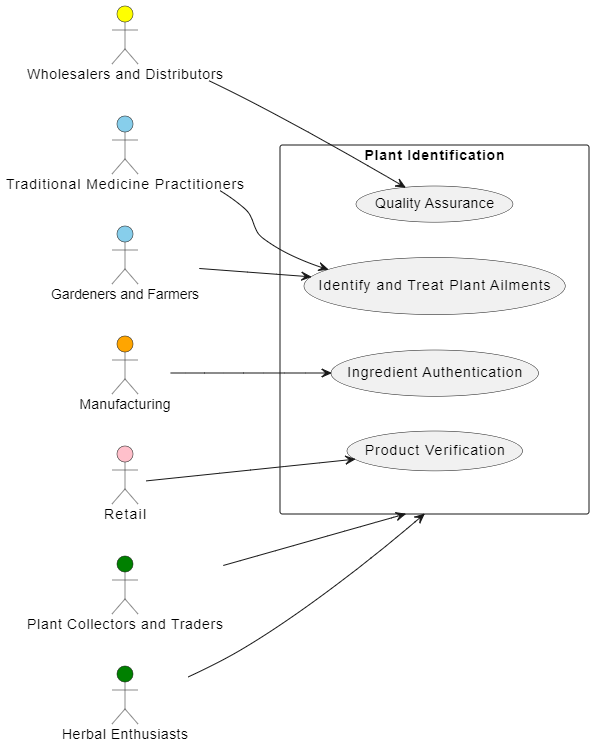 Wholesalers and Distributors
Traditional Medicine Practitioners
Gardeners and Farmers
Manufacturing
Retail
Plant Collectors and Traders
Herbal Enthusiasts
Plant Identification
Quality Assurance
Identify and Treat Plant Ailments
Ingredient Authentication
Product Verification